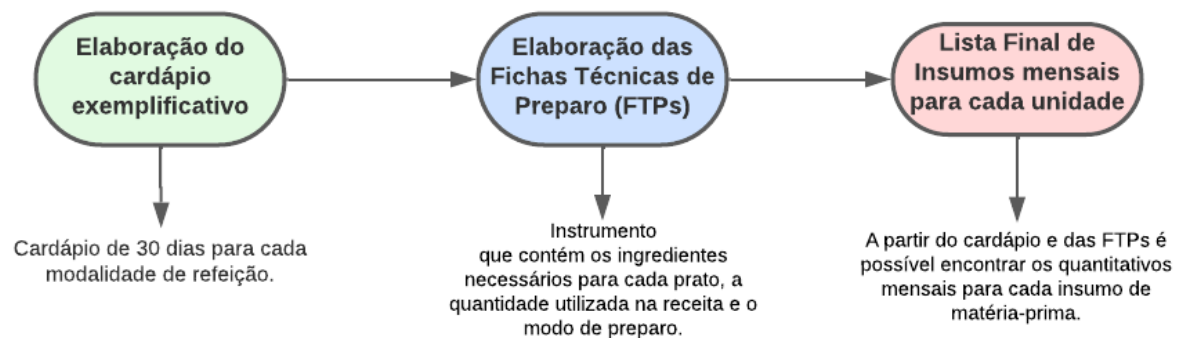 Elaboração do
cardápio
exemplificativo
Elaboração das
Fichas Técnicas de
Preparo (FTPs)
Lista Final de
Insumos mensais
para cada unidade
Cardápio de 30 dias para cada
modalidade de refeição.
Instrumento
que contém os ingredientes
necessários para cada prato, a
quantidade utilizada na receita e o
modo de preparo.
A partir do cardápio e das FTPs é
possível encontrar os quantitativos
mensais para cada insumo de
matéria-prima.